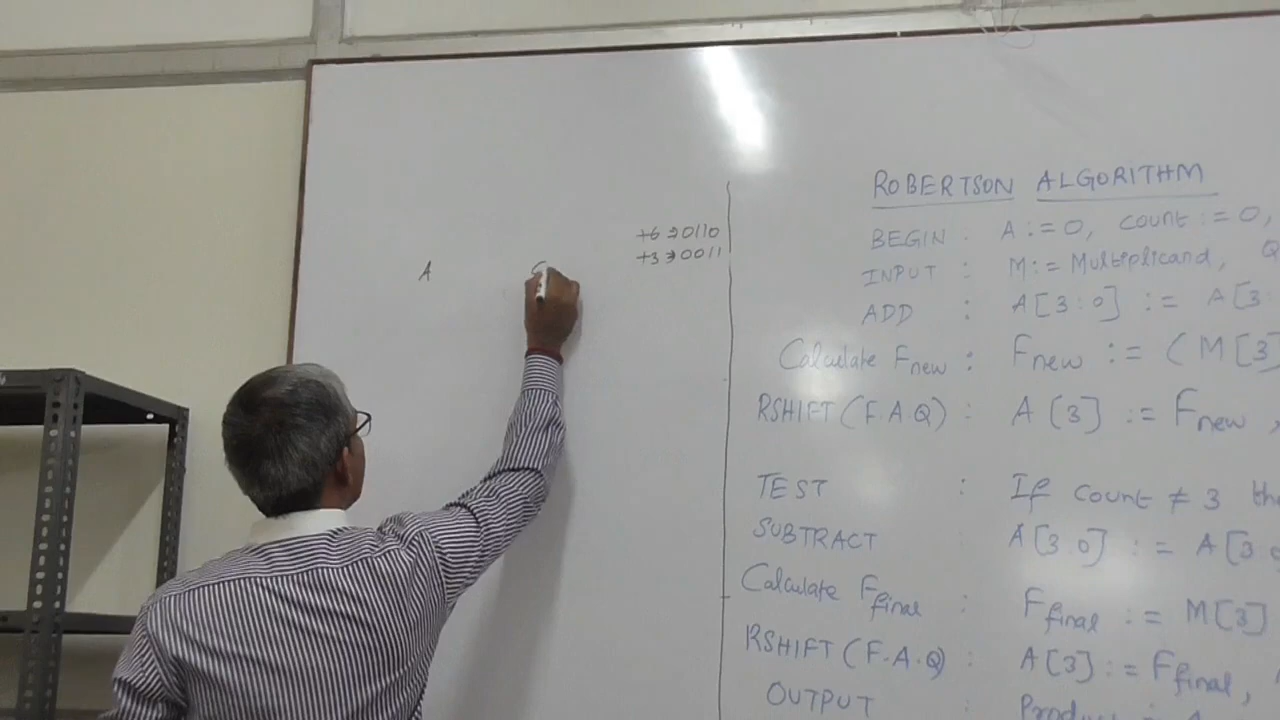 +6 ⇒ 0110
+3 ⇒ 0011
A
ROBERTSON ALGORITHM
BEGIN : A := 0, count := 0,
INPUT : M := Multiplicand, Q
ADD : A[3:0] := A[3:
Calculate Fnew : Fnew := (M[3]
RSHIFT (F.A.Q) : A[3] := Fnew,
TEST : If count ≠ 3 th
SUBTRACT : A[3:0] := A[3:0
Calculate Ffinal : Ffinal := M[3]
RSHIFT (F.A.Q) : A[3] := Ffinal,
OUTPUT :